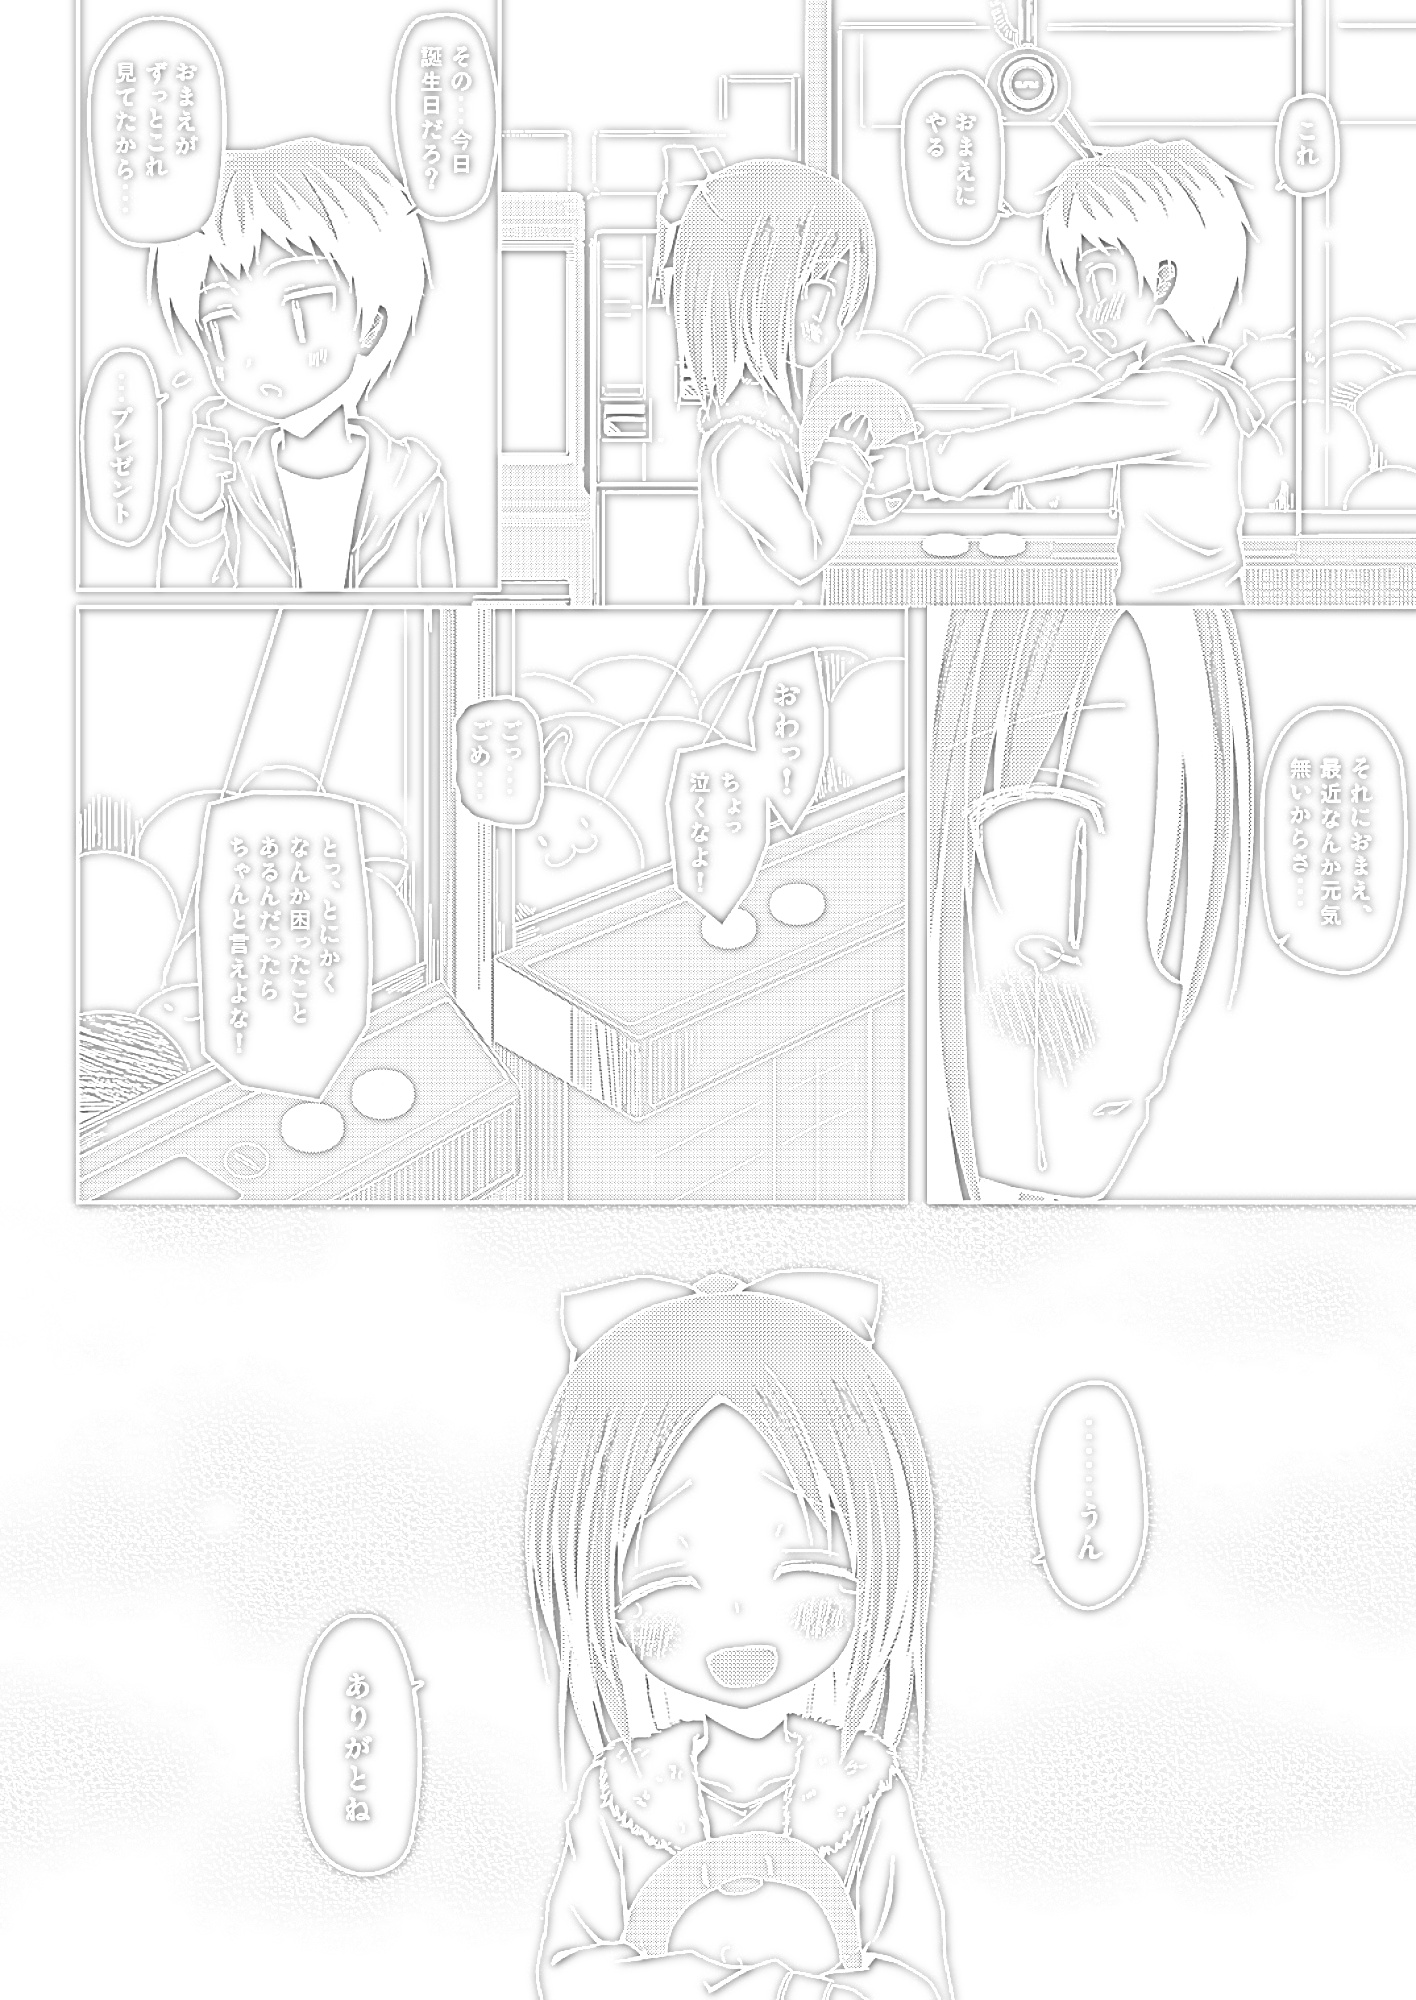 これ
おまえに
やる
その……今日
誕生日だろ?
おまえが
ずっとこれ
見てたから……
……プレゼント
それにおまえ、
最近なんか元気
無いからさ……
おわっ!
ちょっ
泣くなよ!
ごっ……
ごめ……
とっ、とにかく
なんか困ったこと
あるんだったら
ちゃんと言えよな!
………うん
ありがとね